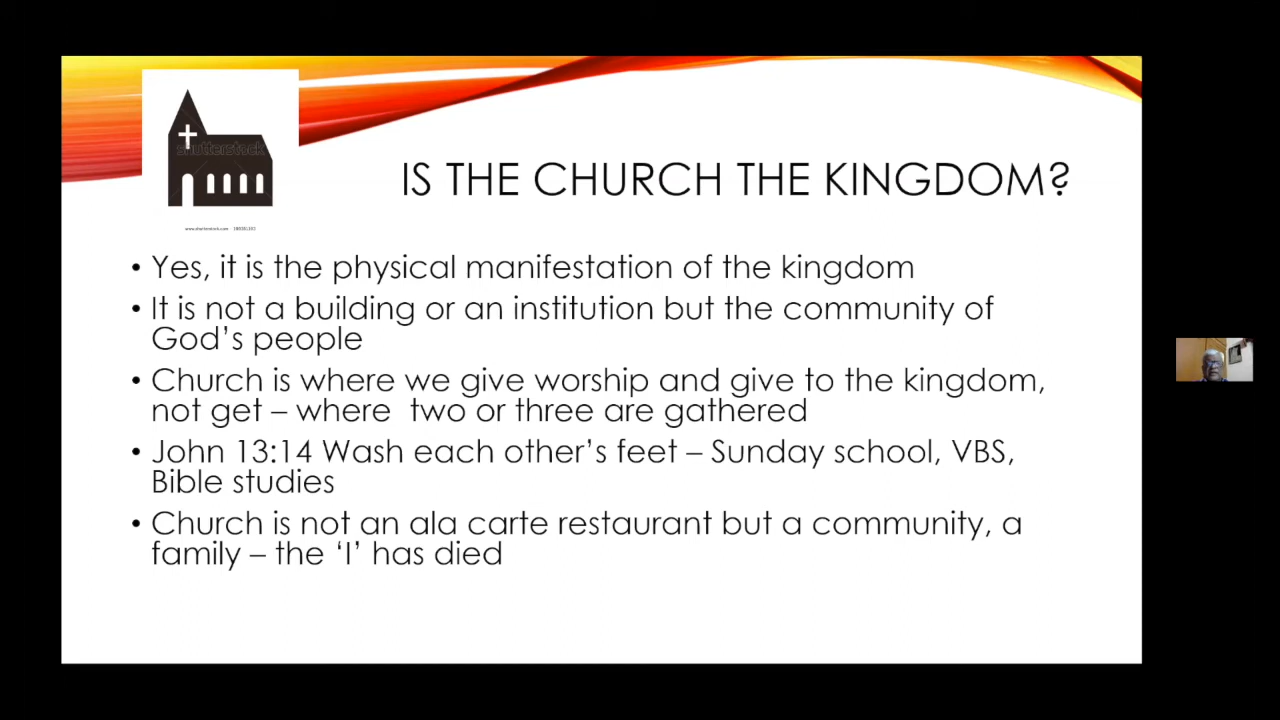 shutterstock
IS THE CHURCH THE KINGDOM?
• Yes, it is the physical manifestation of the kingdom
• It is not a building or an institution but the community of
God’s people
• Church is where we give worship and give to the kingdom,
not get – where  two or three are gathered
• John 13:14 Wash each other’s feet – Sunday school, VBS,
Bible studies
• Church is not an ala carte restaurant but a community, a
family – the ‘I’ has died